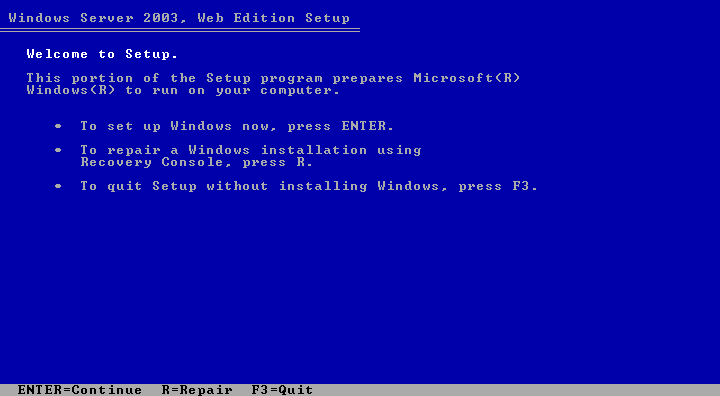 Windows Server 2003, Web Edition Setup
Welcome to Setup.
This portion of the Setup program prepares Microsoft(R)
Windows(R) to run on your computer.
• To set up Windows now, press ENTER.
• To repair a Windows installation using
Recovery Console, press R.
• To quit Setup without installing Windows, press F3.
ENTER=Continue R=Repair F3=Quit